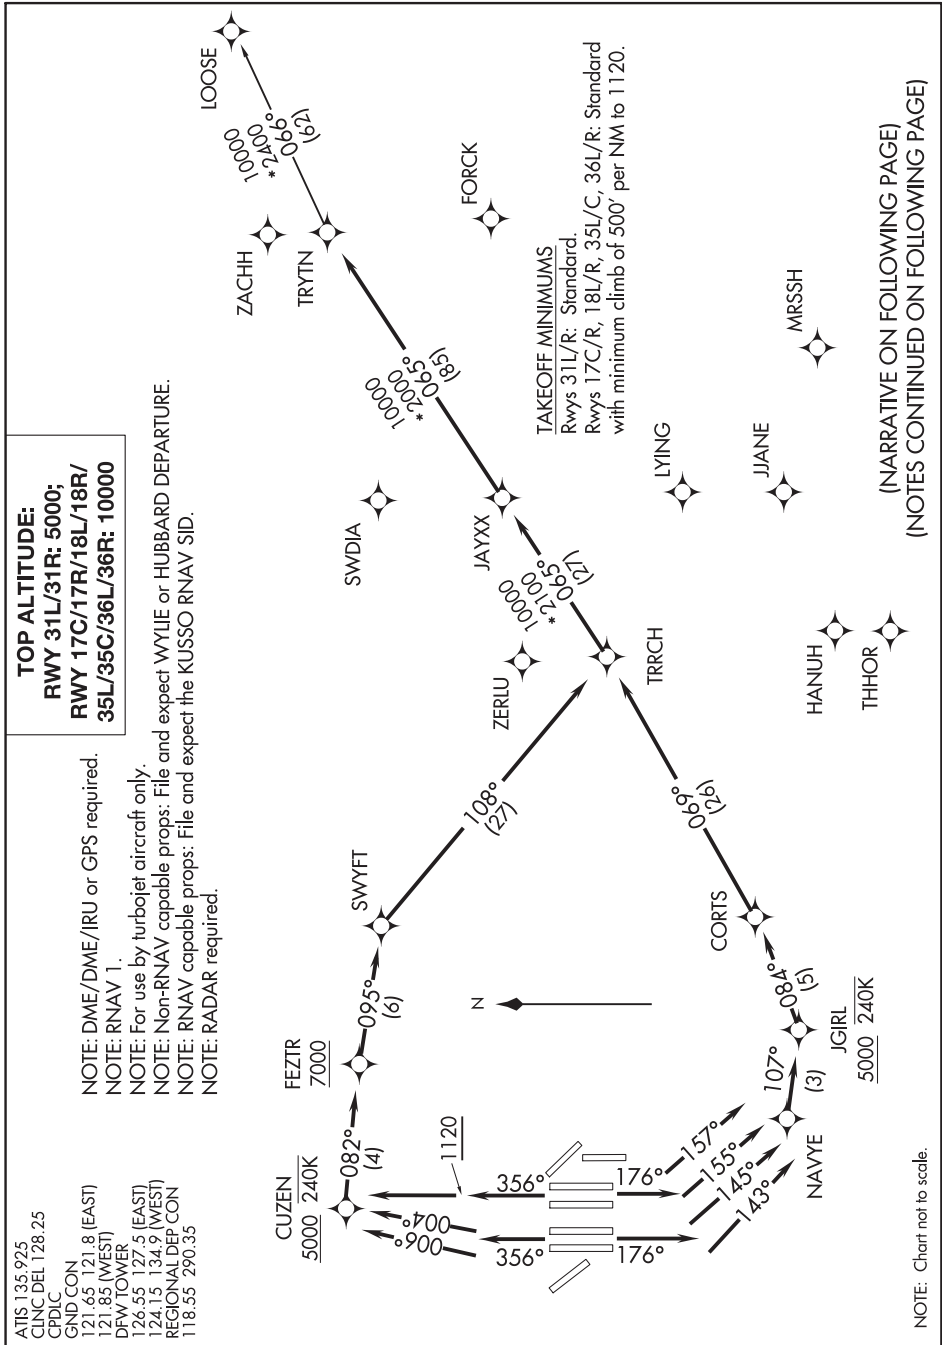 ATIS 135.925
CLNC DEL 128.25
CPDLC
GND CON
121.65 121.8 (EAST)
121.85 (WEST)
DFW TOWER
126.55 127.5 (EAST)
124.15 134.9 (WEST)
REGIONAL DEP CON
118.55 290.35
TOP ALTITUDE:
RWY 31L/31R: 5000;
RWY 17C/17R/18L/18R/
35L/35C/36L/36R: 10000
NOTE: DME/DME/IRU or GPS required.
NOTE: RNAV 1.
NOTE: For use by turbojet aircraft only.
NOTE: Non-RNAV capable props: File and expect WYLIE or HUBBARD DEPARTURE.
NOTE: RNAV capable props: File and expect the KUSSO RNAV SID.
NOTE: RADAR required.
LOOSE
10000
*2400
066°
(62)
ZACHH
TRYTN
FORCK
10000
*2000
065°
(85)
SWDIA
JAYXX
10000
*2100
065°
(27)
ZERLU
TRRCH
TAKEOFF MINIMUMS
Rwys 31L/R: Standard.
Rwys 17C/R, 18L/R, 35L/C, 36L/R: Standard
with minimum climb of 500' per NM to 1120.
LYING
JJANE
MRSSH
HANUH
THHOR
CUZEN
5000 240K
082°
(4)
FEZTR
7000
095°
(6)
SWYFT
108°
(27)
N
1120
004°
006°
356°
356°
176°
176°
157°
155°
145°
143°
NAVYE
107°
(3)
JGIRL
5000 240K
084°
(5)
CORTS
069°
(26)
(NARRATIVE ON FOLLOWING PAGE)
(NOTES CONTINUED ON FOLLOWING PAGE)
NOTE: Chart not to scale.